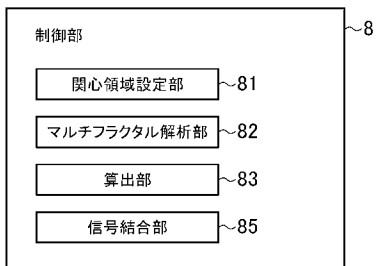 8
制御部
関心領域設定部 81
マルチフラクタル解析部 82
算出部 83
信号結合部 85